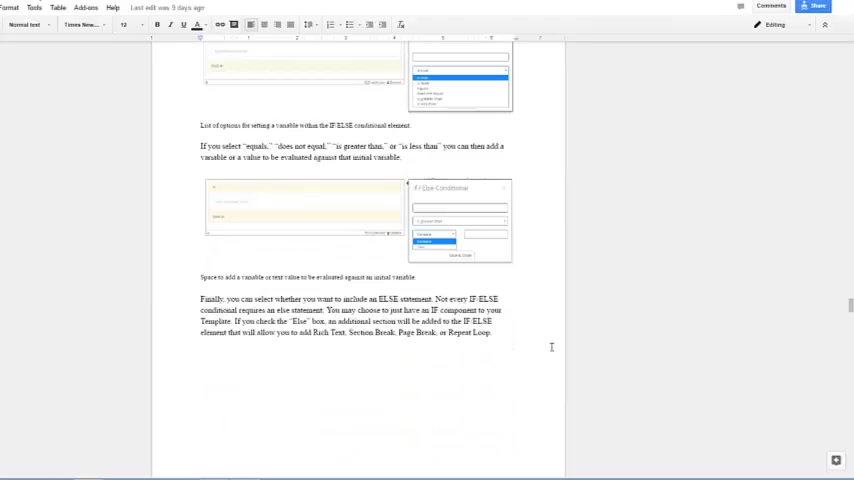 Format Tools Table Add-ons Help Last edit was 9 days ago
Comments Share
Normal text Times New... 12 B I U A Editing
List of options for setting a variable within the IF/ELSE conditional element.
If you select “equals,” “does not equal,” “is greater than,” or “is less than” you can then add a
variable or a value to be evaluated against that initial variable.
If / Else Conditional
is greater than
Variable
Save & Close
Space to add a variable or text value to be evaluated against an initial variable.
Finally, you can select whether you want to include an ELSE statement. Not every IF/ELSE
conditional requires an else statement. You may choose to just have an IF component to your
Template. If you check the “Else” box, an additional section will be added to the IF/ELSE
element that will allow you to add Rich Text, Section Break, Page Break, or Repeat Loop.